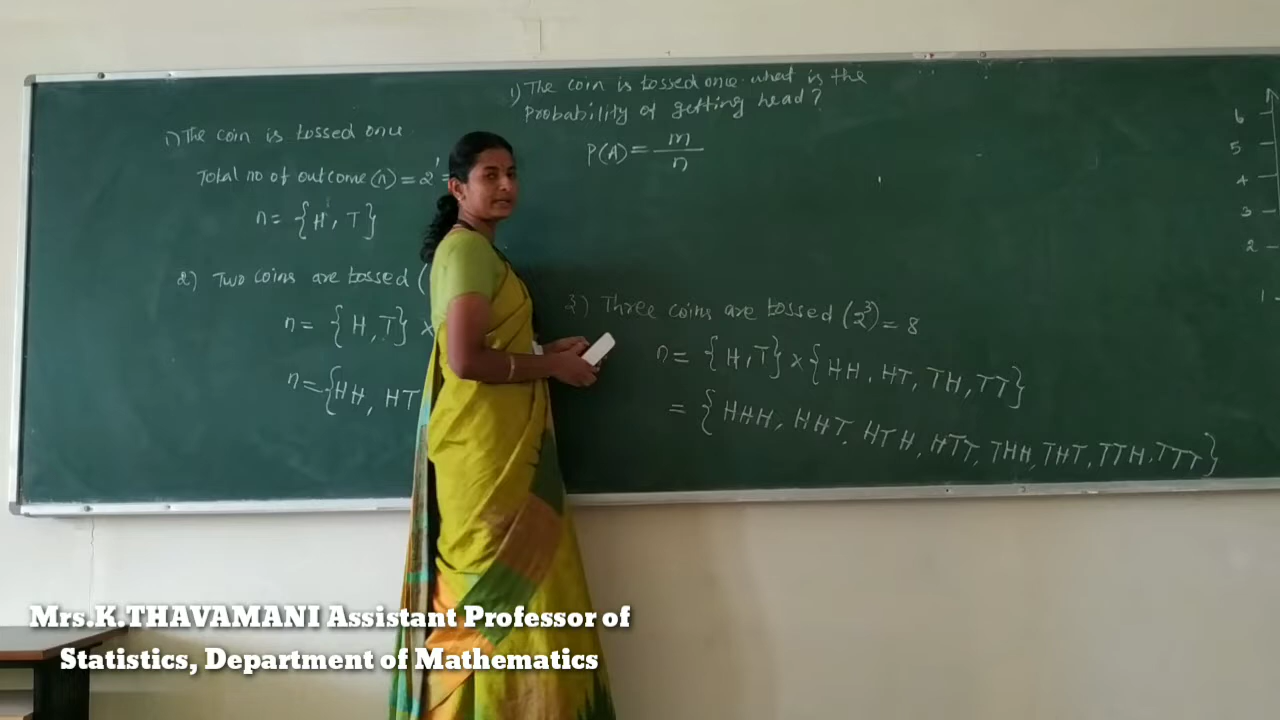 1) The coin is tossed once. what is the
Probability of getting head?
P(A) = m/n
1) The coin is tossed once
Total no of outcome (n) = 2¹ =
n = {H, T}
2) Two coins are tossed (
n = {H, T} ×
n = {HH, HT
3) Three coins are tossed (2³) = 8
n = {H, T} × {HH, HT, TH, TT}
= {HHH, HHT, HTH, HTT, THH, THT, TTH, TTT}
6
5
4
3
2
1
Mrs.K.THAVAMANI Assistant Professor of
Statistics, Department of Mathematics